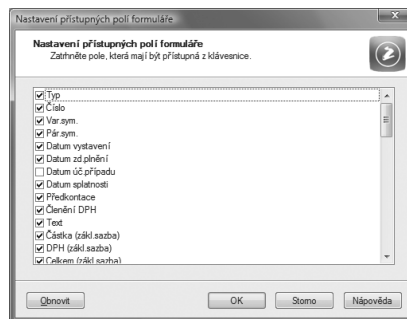 Nastavení přístupných polí formuláře
Nastavení přístupných polí formuláře
Zatrhněte pole, která mají být přístupná z klávesnice.
Typ
Číslo
Var.sym.
Pár.sym.
Datum vystavení
Datum zd.plnění
Datum úč.případu
Datum splatnosti
Předkontace
Členění DPH
Text
Částka (zákl.sazba)
DPH (zákl.sazba)
Celkem (zákl.sazba)
Obnovit
OK
Storno
Nápověda